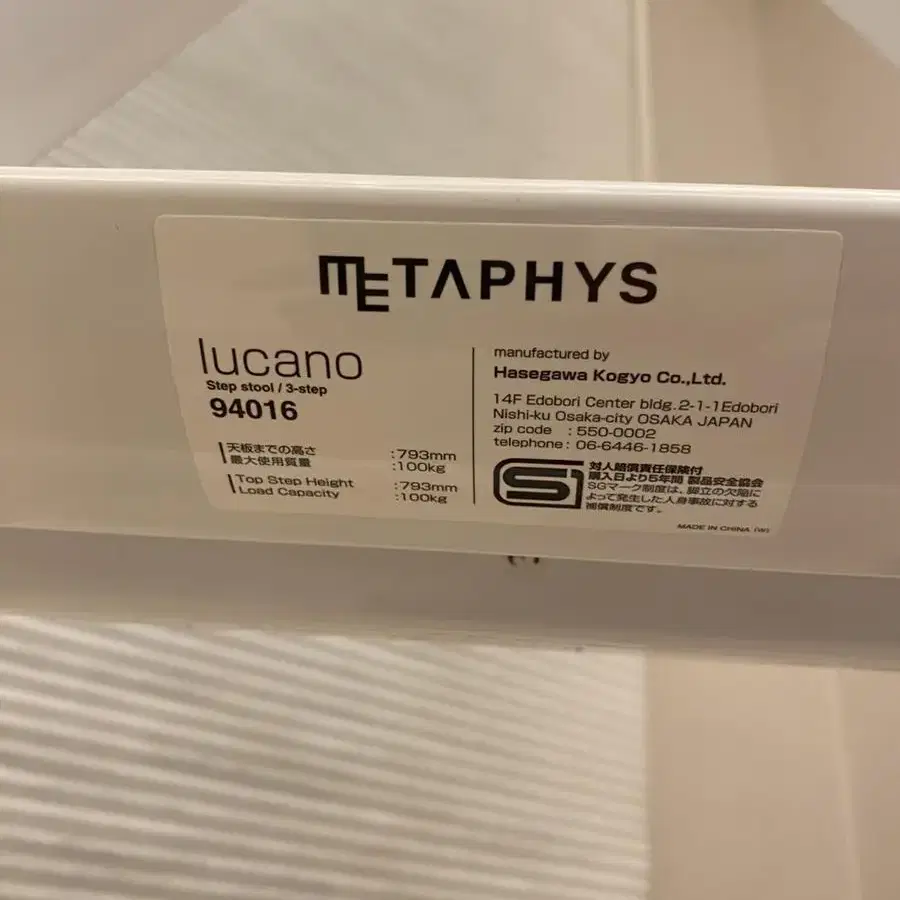 METAPHYS
lucano
Step stool / 3-step
94016
天板までの高さ :793mm
最大使用質量 :100kg
Top Step Height :793mm
Load Capacity :100kg
manufactured by
Hasegawa Kogyo Co.,Ltd.
14F Edobori Center bldg.2-1-1Edobori
Nishi-ku Osaka-city OSAKA JAPAN
zip code : 550-0002
telephone : 06-6446-1858
SG
対人賠償責任保険付
購入日より5年間 製品安全協会
SGマーク制度は、脚立の欠陥に
よって発生した人身事故に対する
補償制度です。
MADE IN CHINA